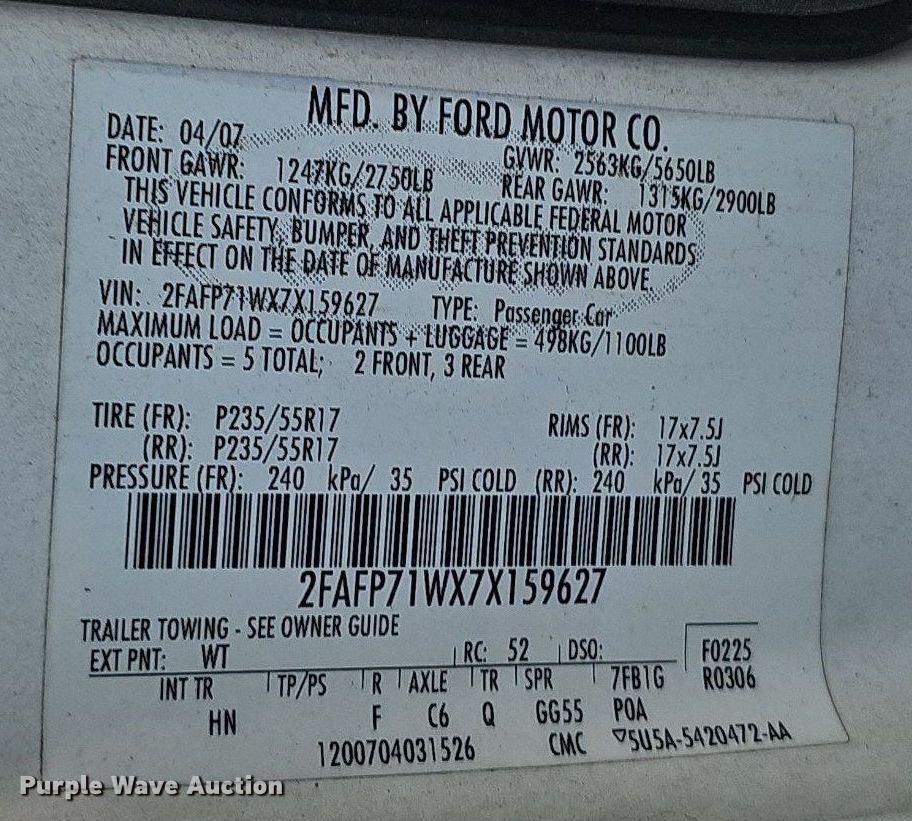 MFD. BY FORD MOTOR CO.
DATE: 04/07 GVWR: 2563KG/5650LB
FRONT GAWR: 1247KG/2750LB REAR GAWR: 1315KG/2900LB
THIS VEHICLE CONFORMS TO ALL APPLICABLE FEDERAL MOTOR
VEHICLE SAFETY, BUMPER, AND THEFT PREVENTION STANDARDS
IN EFFECT ON THE DATE OF MANUFACTURE SHOWN ABOVE.
VIN: 2FAFP71WX7X159627 TYPE: Passenger Car
MAXIMUM LOAD = OCCUPANTS + LUGGAGE = 498KG/1100LB
OCCUPANTS = 5 TOTAL; 2 FRONT, 3 REAR
TIRE (FR): P235/55R17 RIMS (FR): 17x7.5J
(RR): P235/55R17 (RR): 17x7.5J
PRESSURE (FR): 240 kPa/ 35 PSI COLD (RR): 240 kPa/ 35 PSI COLD
2FAFP71WX7X159627
TRAILER TOWING - SEE OWNER GUIDE
EXT PNT: WT RC: 52 DSO: F0225
INT TR TP/PS R AXLE TR SPR 7FB1G R0306
HN F C6 Q GG55 P0A
1200704031526 CMC ▽5U5A-5420472-AA
Purple Wave Auction